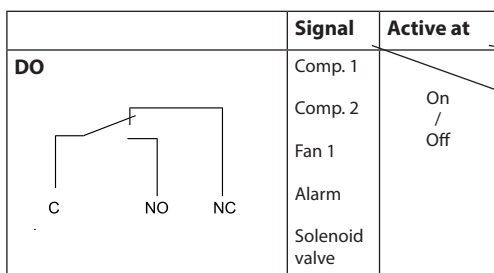 Signal Active at
DO
Comp. 1
Comp. 2
Fan 1
Alarm
Solenoid
valve
On
/
Off
C NO NC